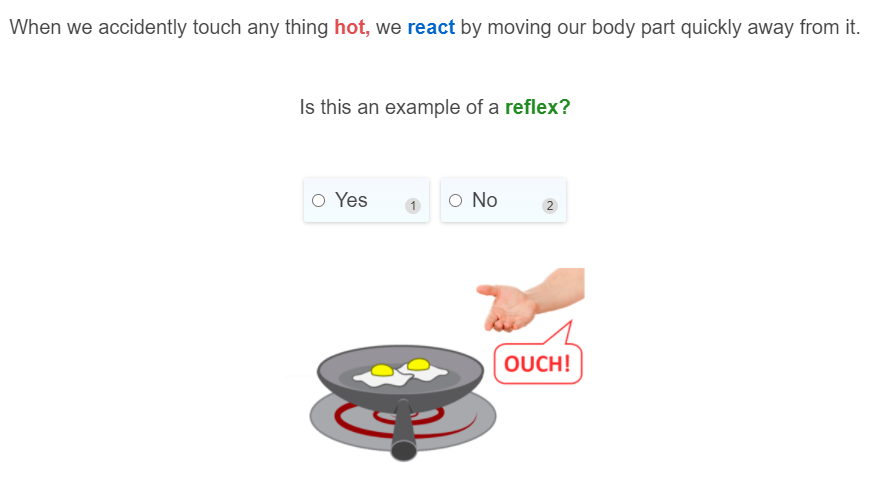 When we accidently touch any thing hot, we react by moving our body part quickly away from it.
Is this an example of a reflex?
Yes 1 No 2
OUCH!